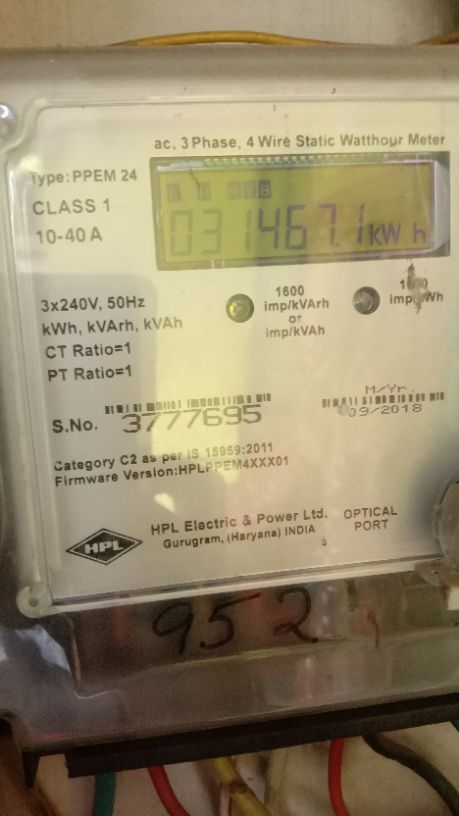 ac, 3 Phase, 4 Wire Static Watthour Meter
Type: PPEM 24
CLASS 1
10-40 A
R Y B
031467.1 kW h
3x240V, 50Hz
kWh, kVArh, kVAh
CT Ratio=1
PT Ratio=1
1600
imp/kVArh
or
imp/kVAh
M/Yr.
09/2018
S.No. 3777695
Category C2 as per IS 15959:2011
Firmware Version:HPLPPEM4XXX01
HPL
HPL Electric & Power Ltd.
Gurugram, (Haryana) INDIA
OPTICAL
PORT
952